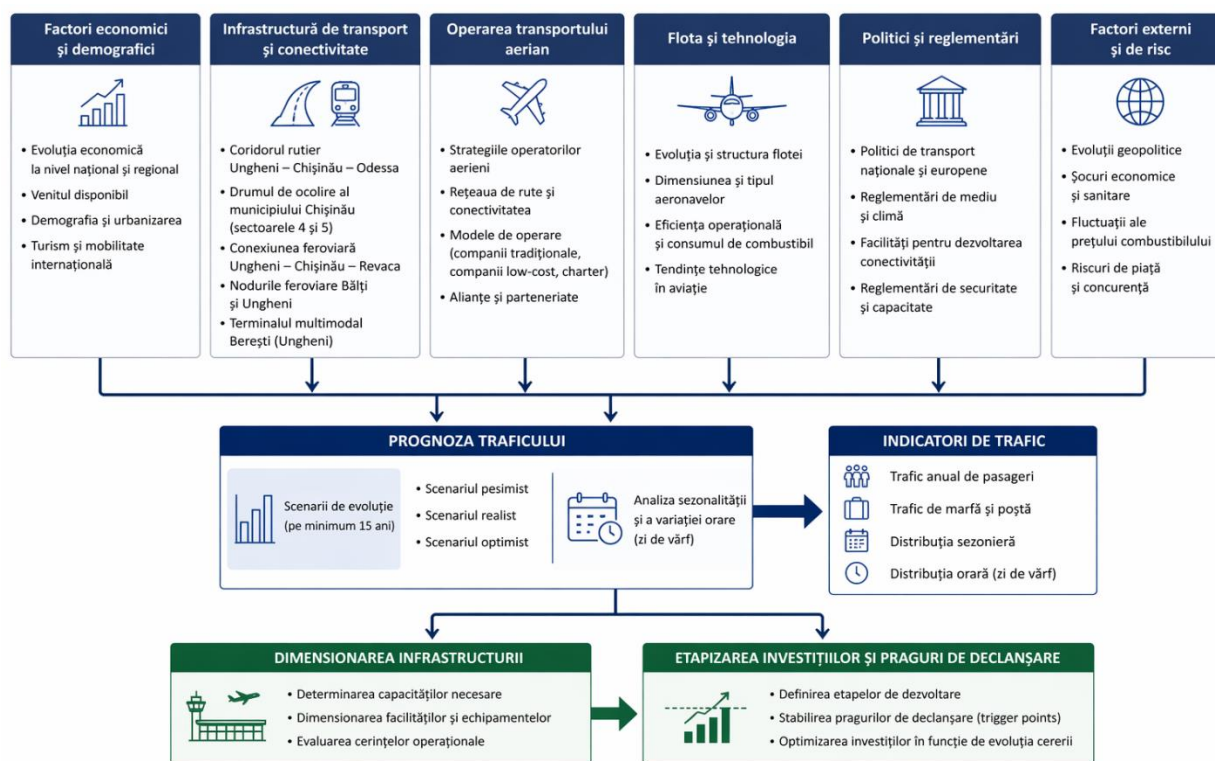 Factori economici
și demografici
• Evoluția economică
la nivel național și regional
• Venitul disponibil
• Demografia și urbanizarea
• Turism și mobilitate
internațională
Infrastructură de transport
și conectivitate
• Coridorul rutier
Ungheni – Chișinău – Odessa
• Drumul de ocolire al
municipiului Chișinău
(sectoarele 4 și 5)
• Conexiunea feroviară
Ungheni – Chișinău – Revaca
• Nodurile feroviare Bălți
și Ungheni
• Terminalul multimodal
Berești (Ungheni)
Operarea transportului
aerian
• Strategiile operatorilor
aerieni
• Rețeaua de rute și
conectivitatea
• Modele de operare
(companii tradiționale,
companii low-cost, charter)
• Alianțe și parteneriate
Flota și tehnologia
• Evoluția și structura flotei
• Dimensiunea și tipul
aeronavelor
• Eficiența operațională
și consumul de combustibil
• Tendințe tehnologice
în aviație
Politici și reglementări
• Politici de transport
naționale și europene
• Reglementări de mediu
și climă
• Facilități pentru dezvoltarea
conectivității
• Reglementări de securitate
și capacitate
Factori externi
și de risc
• Evoluții geopolitice
• Șocuri economice
și sanitare
• Fluctuații ale
prețului combustibilului
• Riscuri de piață
și concurență
PROGNOZA TRAFICULUI
Scenarii de evoluție
(pe minimum 15 ani)
• Scenariul pesimist
• Scenariul realist
• Scenariul optimist
Analiza sezonalității
și a variației orare
(zi de vârf)
INDICATORI DE TRAFIC
Trafic anual de pasageri
Trafic de marfă și poștă
Distribuția sezonieră
Distribuția orară (zi de vârf)
DIMENSIONAREA INFRASTRUCTURII
• Determinarea capacităților necesare
• Dimensionarea facilităților și echipamentelor
• Evaluarea cerințelor operaționale
ETAPIZAREA INVESTIȚIILOR ȘI PRAGURI DE DECLANȘARE
• Definirea etapelor de dezvoltare
• Stabilirea pragurilor de declanșare (trigger points)
• Optimizarea investițiilor în funcție de evoluția cererii